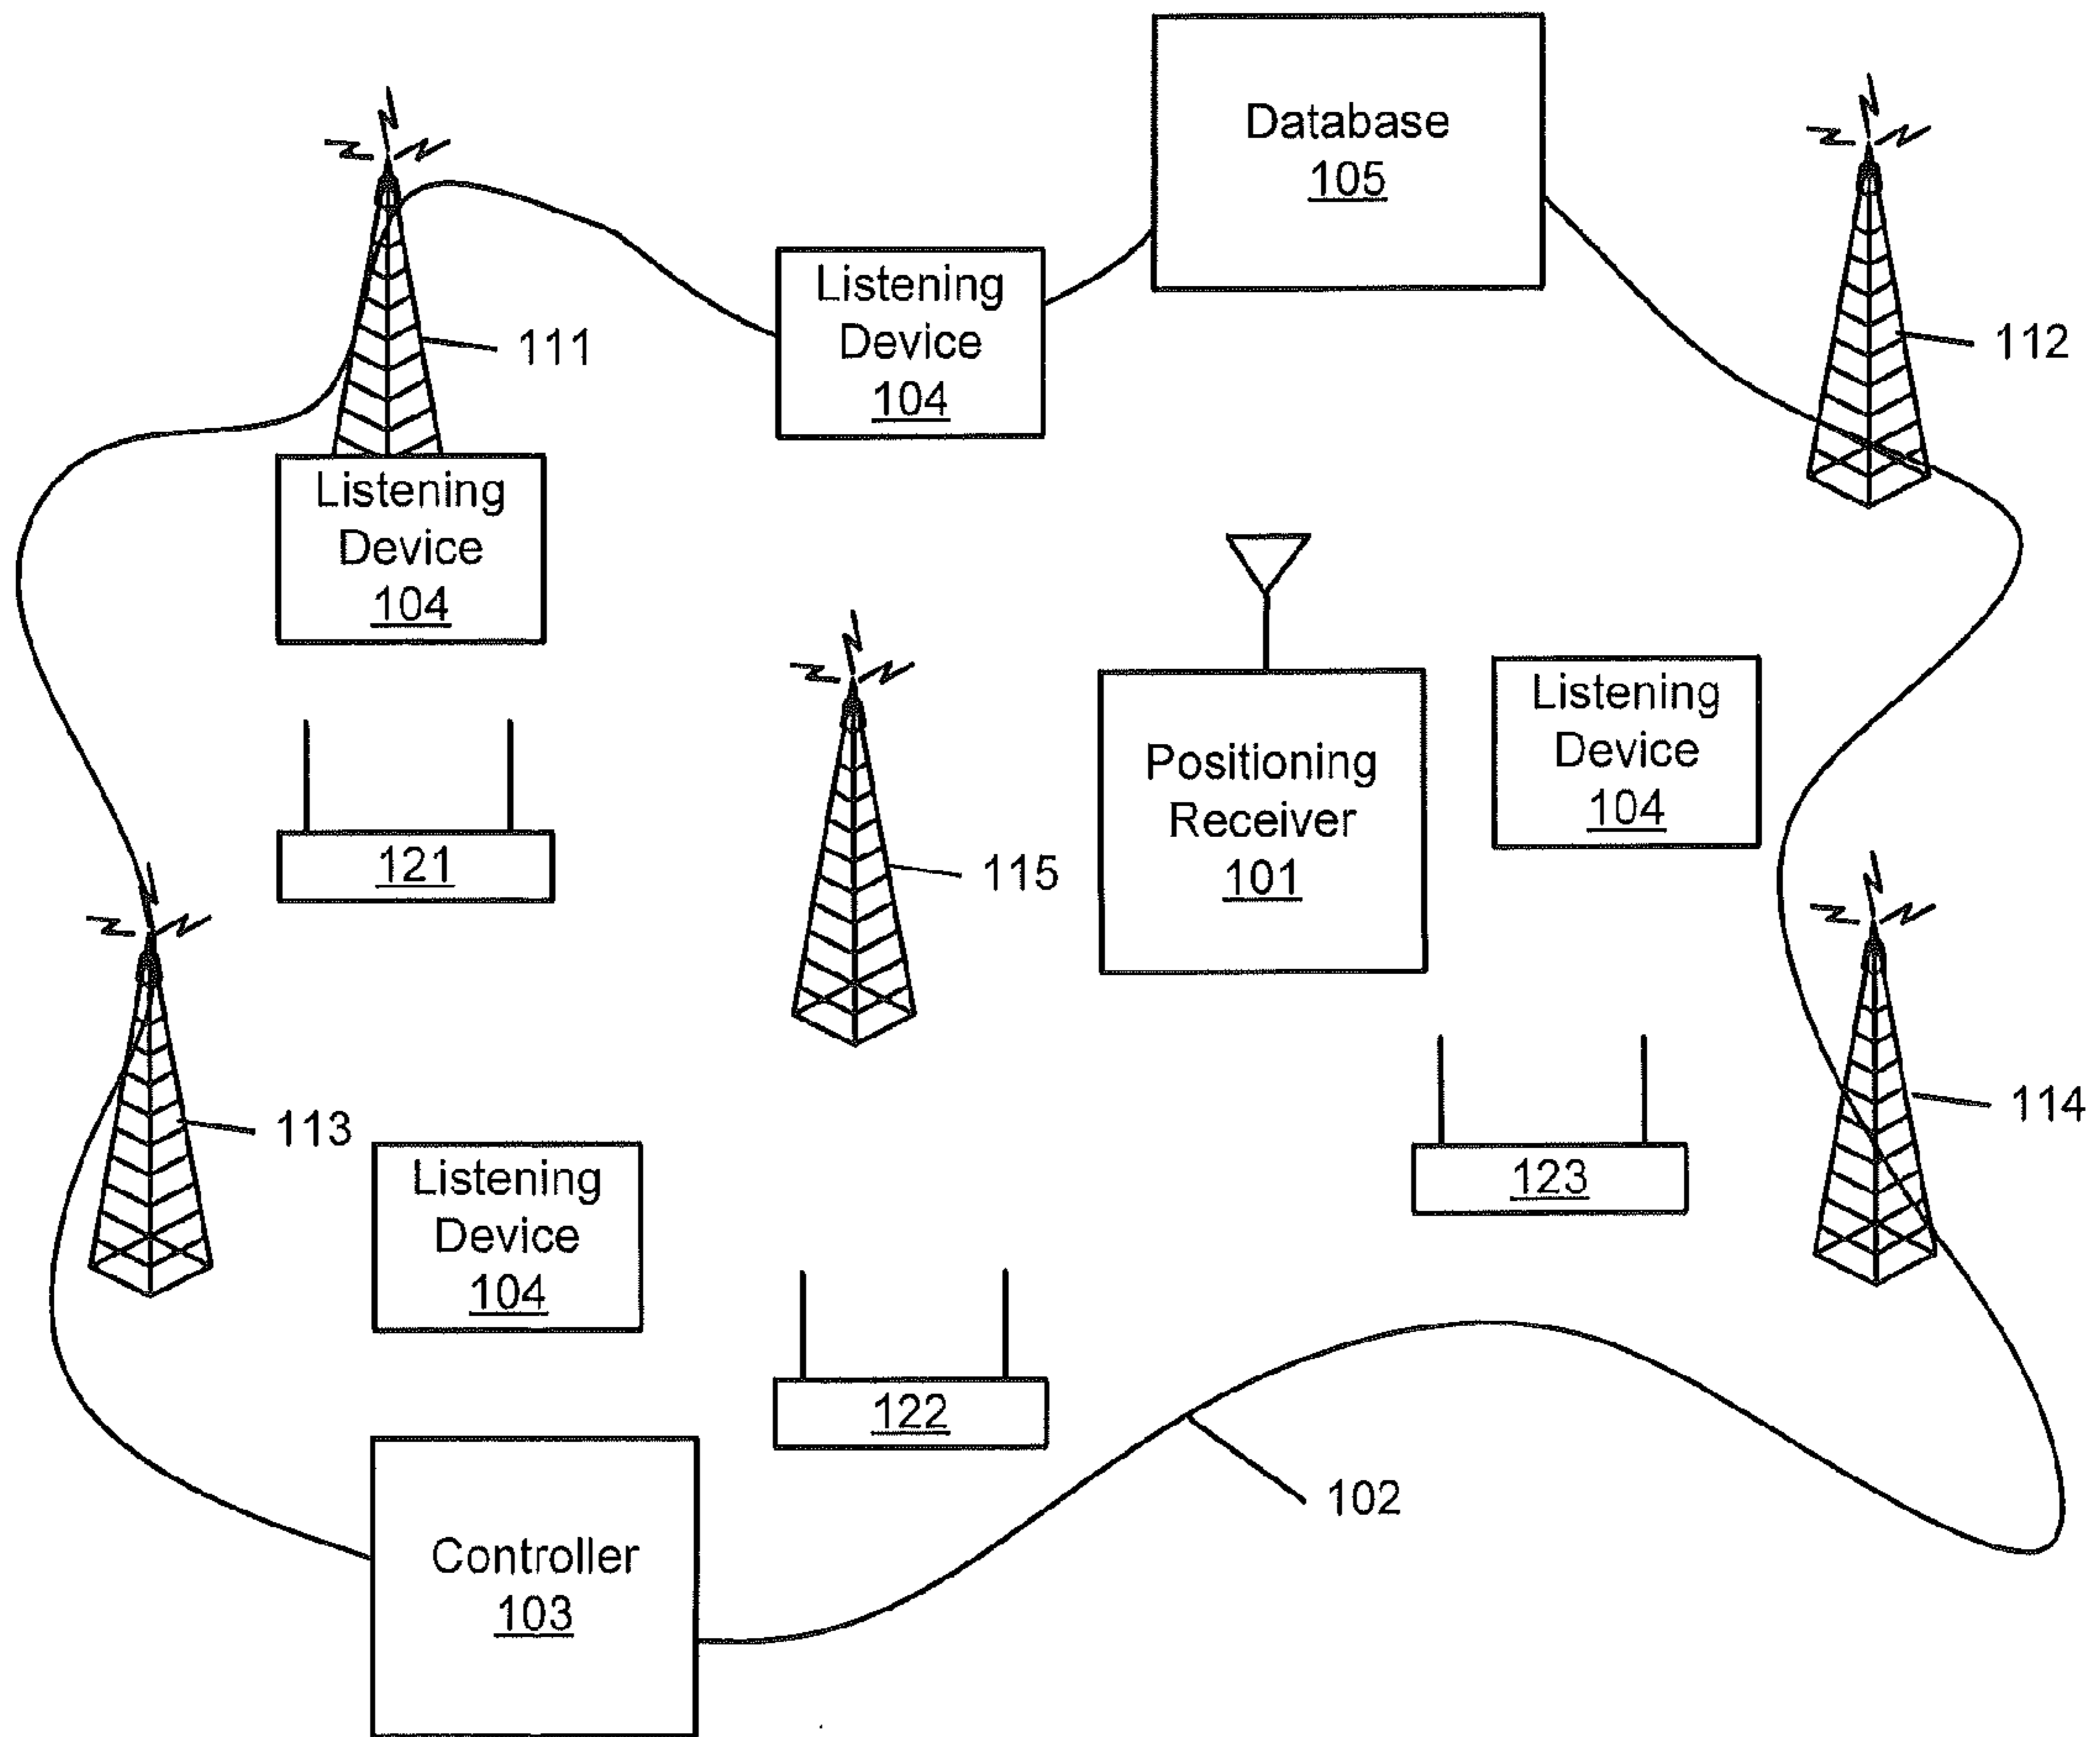 Database
105
Listening
Device
104
111
112
Listening
Device
104
Listening
Device
104
Positioning
Receiver
101
121
115
113
114
Listening
Device
104
123
122
102
Controller
103